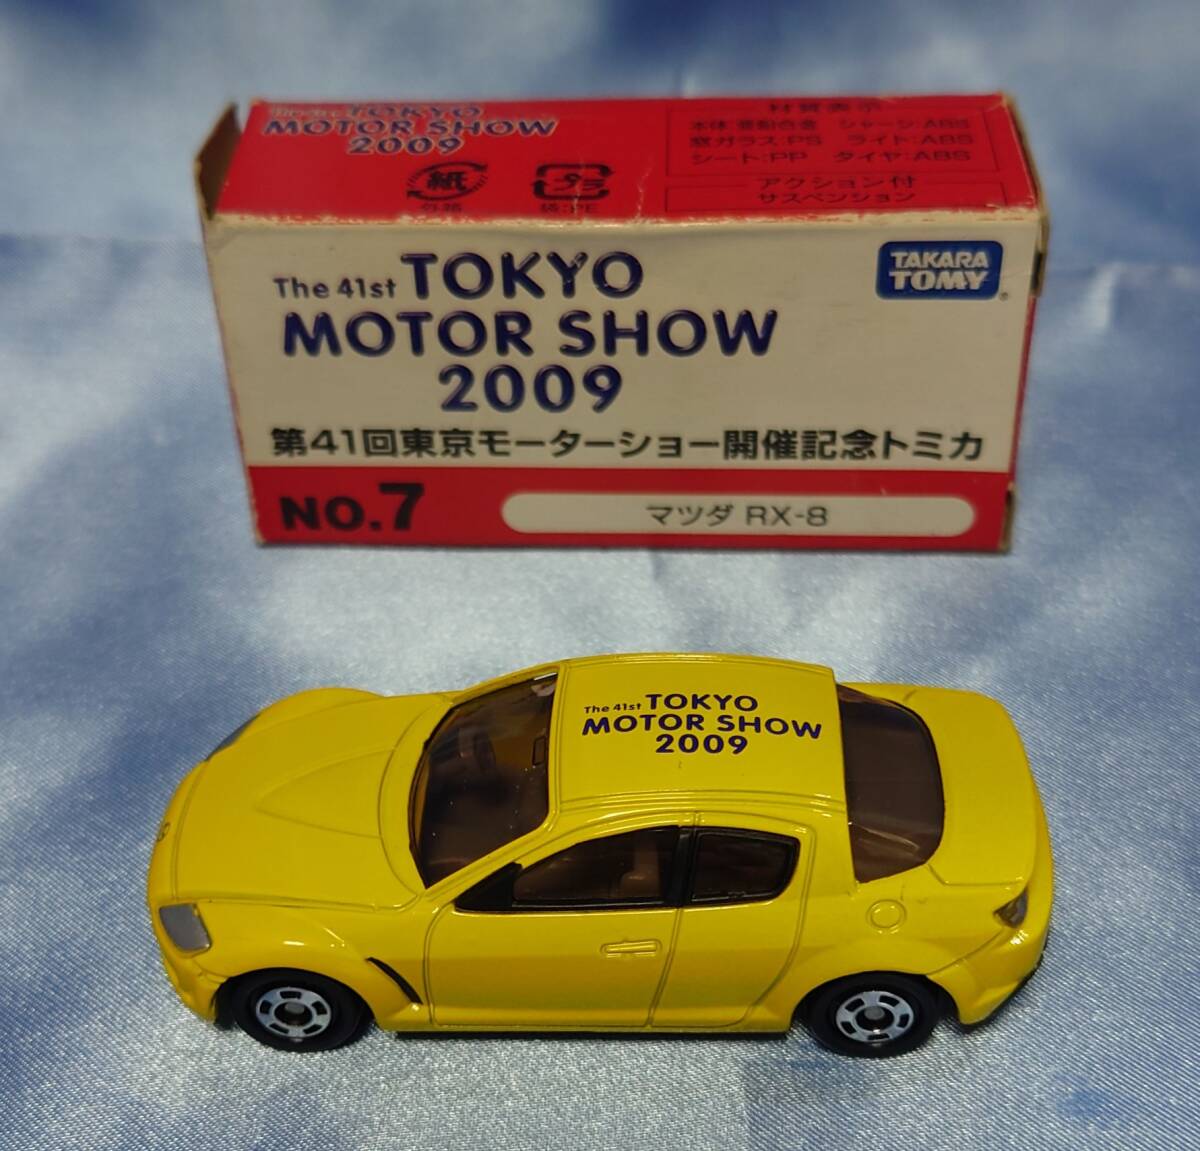 The 41st TOKYO
MOTOR SHOW
2009
紙
外箱
プラ
袋:PE
材質表示
本体:亜鉛合金 シャーシ:ABS
窓ガラス:PS ライト:ABS
シート:PP タイヤ:ABS
アクション付
サスペンション
The 41st TOKYO
MOTOR SHOW
2009
TAKARA
TOMY
第41回東京モーターショー開催記念トミカ
NO.7
マツダ RX-8
The 41st TOKYO
MOTOR SHOW
2009